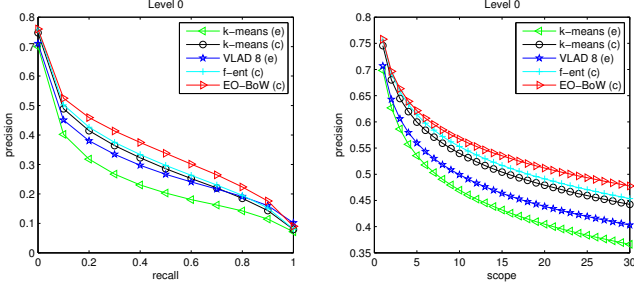 Level 0
0.8
0.7
0.6
0.5
0.4
0.3
0.2
0.1
0
precision
0 0.2 0.4 0.6 0.8 1
recall
k−means (e)
k−means (c)
VLAD 8 (e)
f−ent (c)
EO−BoW (c)
Level 0
0.8
0.75
0.7
0.65
0.6
0.55
0.5
0.45
0.4
0.35
precision
0 5 10 15 20 25 30
scope
k−means (e)
k−means (c)
VLAD 8 (e)
f−ent (c)
EO−BoW (c)